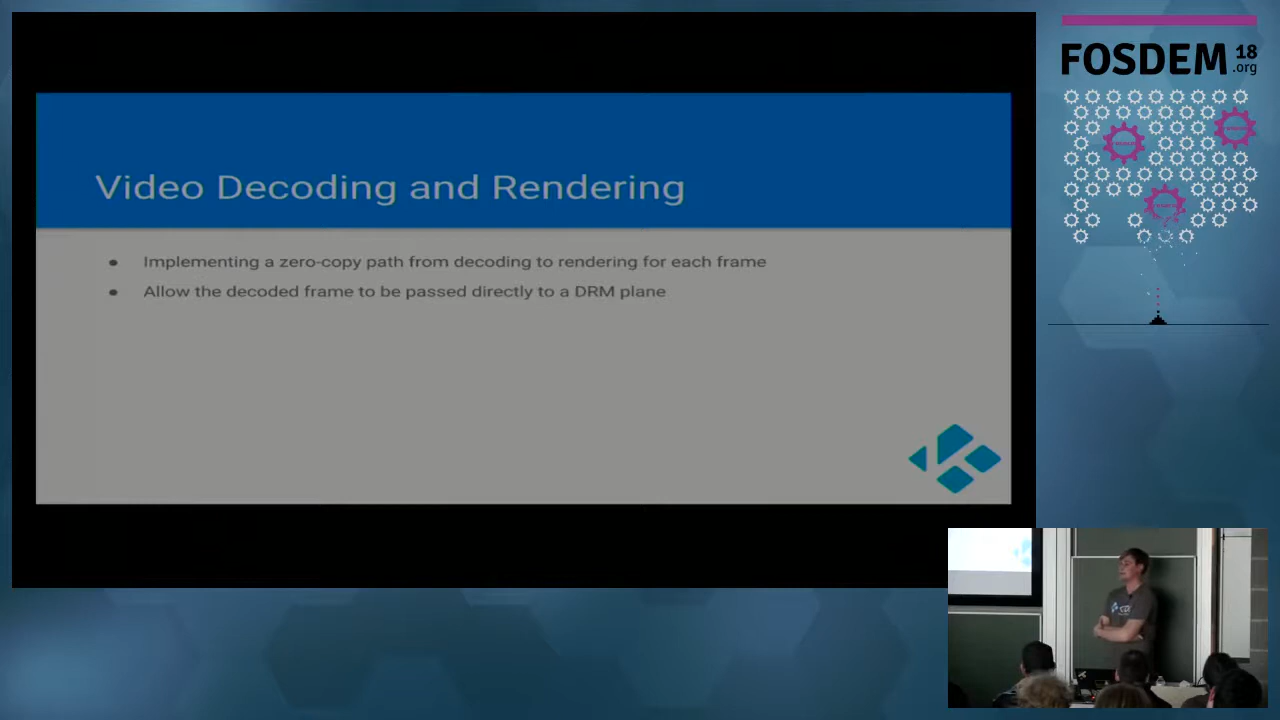 Video Decoding and Rendering
Implementing a zero-copy path from decoding to rendering for each frame
Allow the decoded frame to be passed directly to a DRM plane
FOSDEM 18
.org